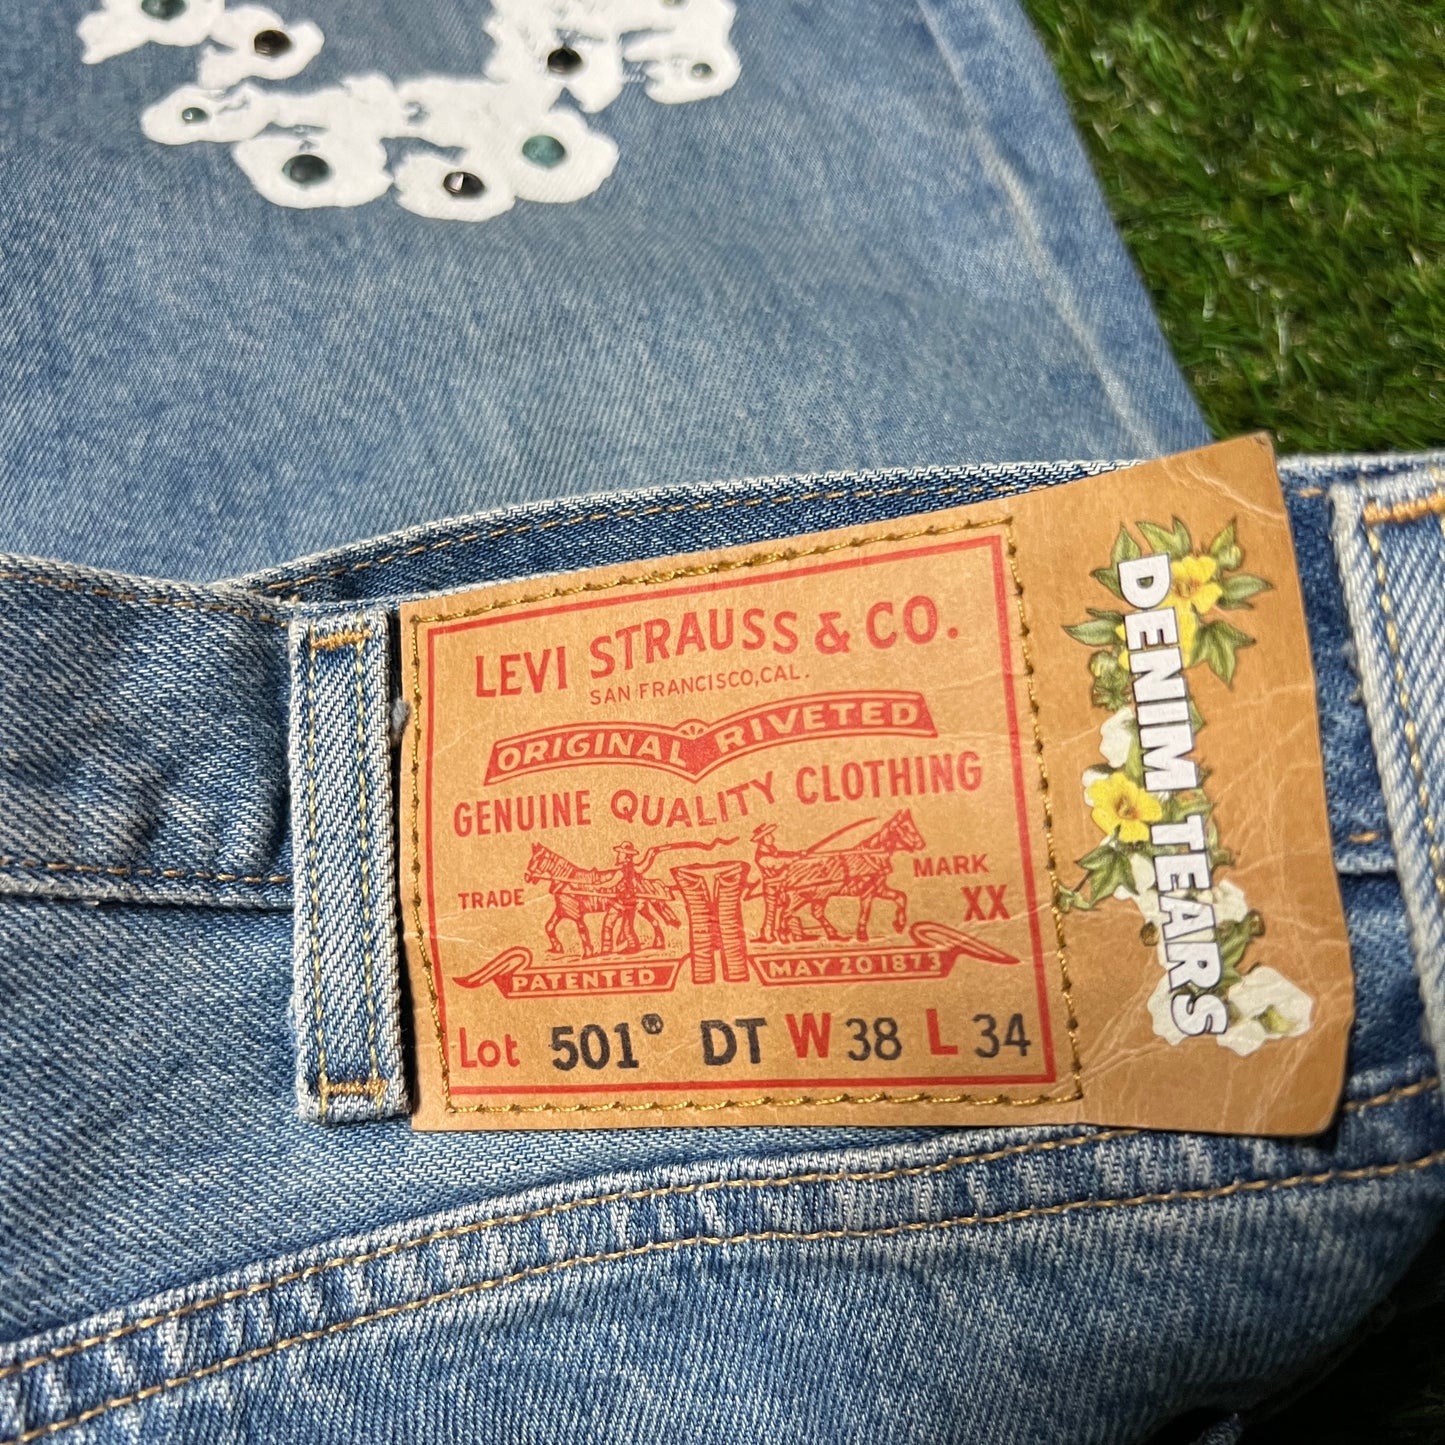 LEVI STRAUSS & CO.
SAN FRANCISCO, CAL.
ORIGINAL RIVETED
GENUINE QUALITY CLOTHING
TRADE MARK
XX
PATENTED MAY 20 1873
Lot 501® DT W 38 L 34
DENIM TEARS